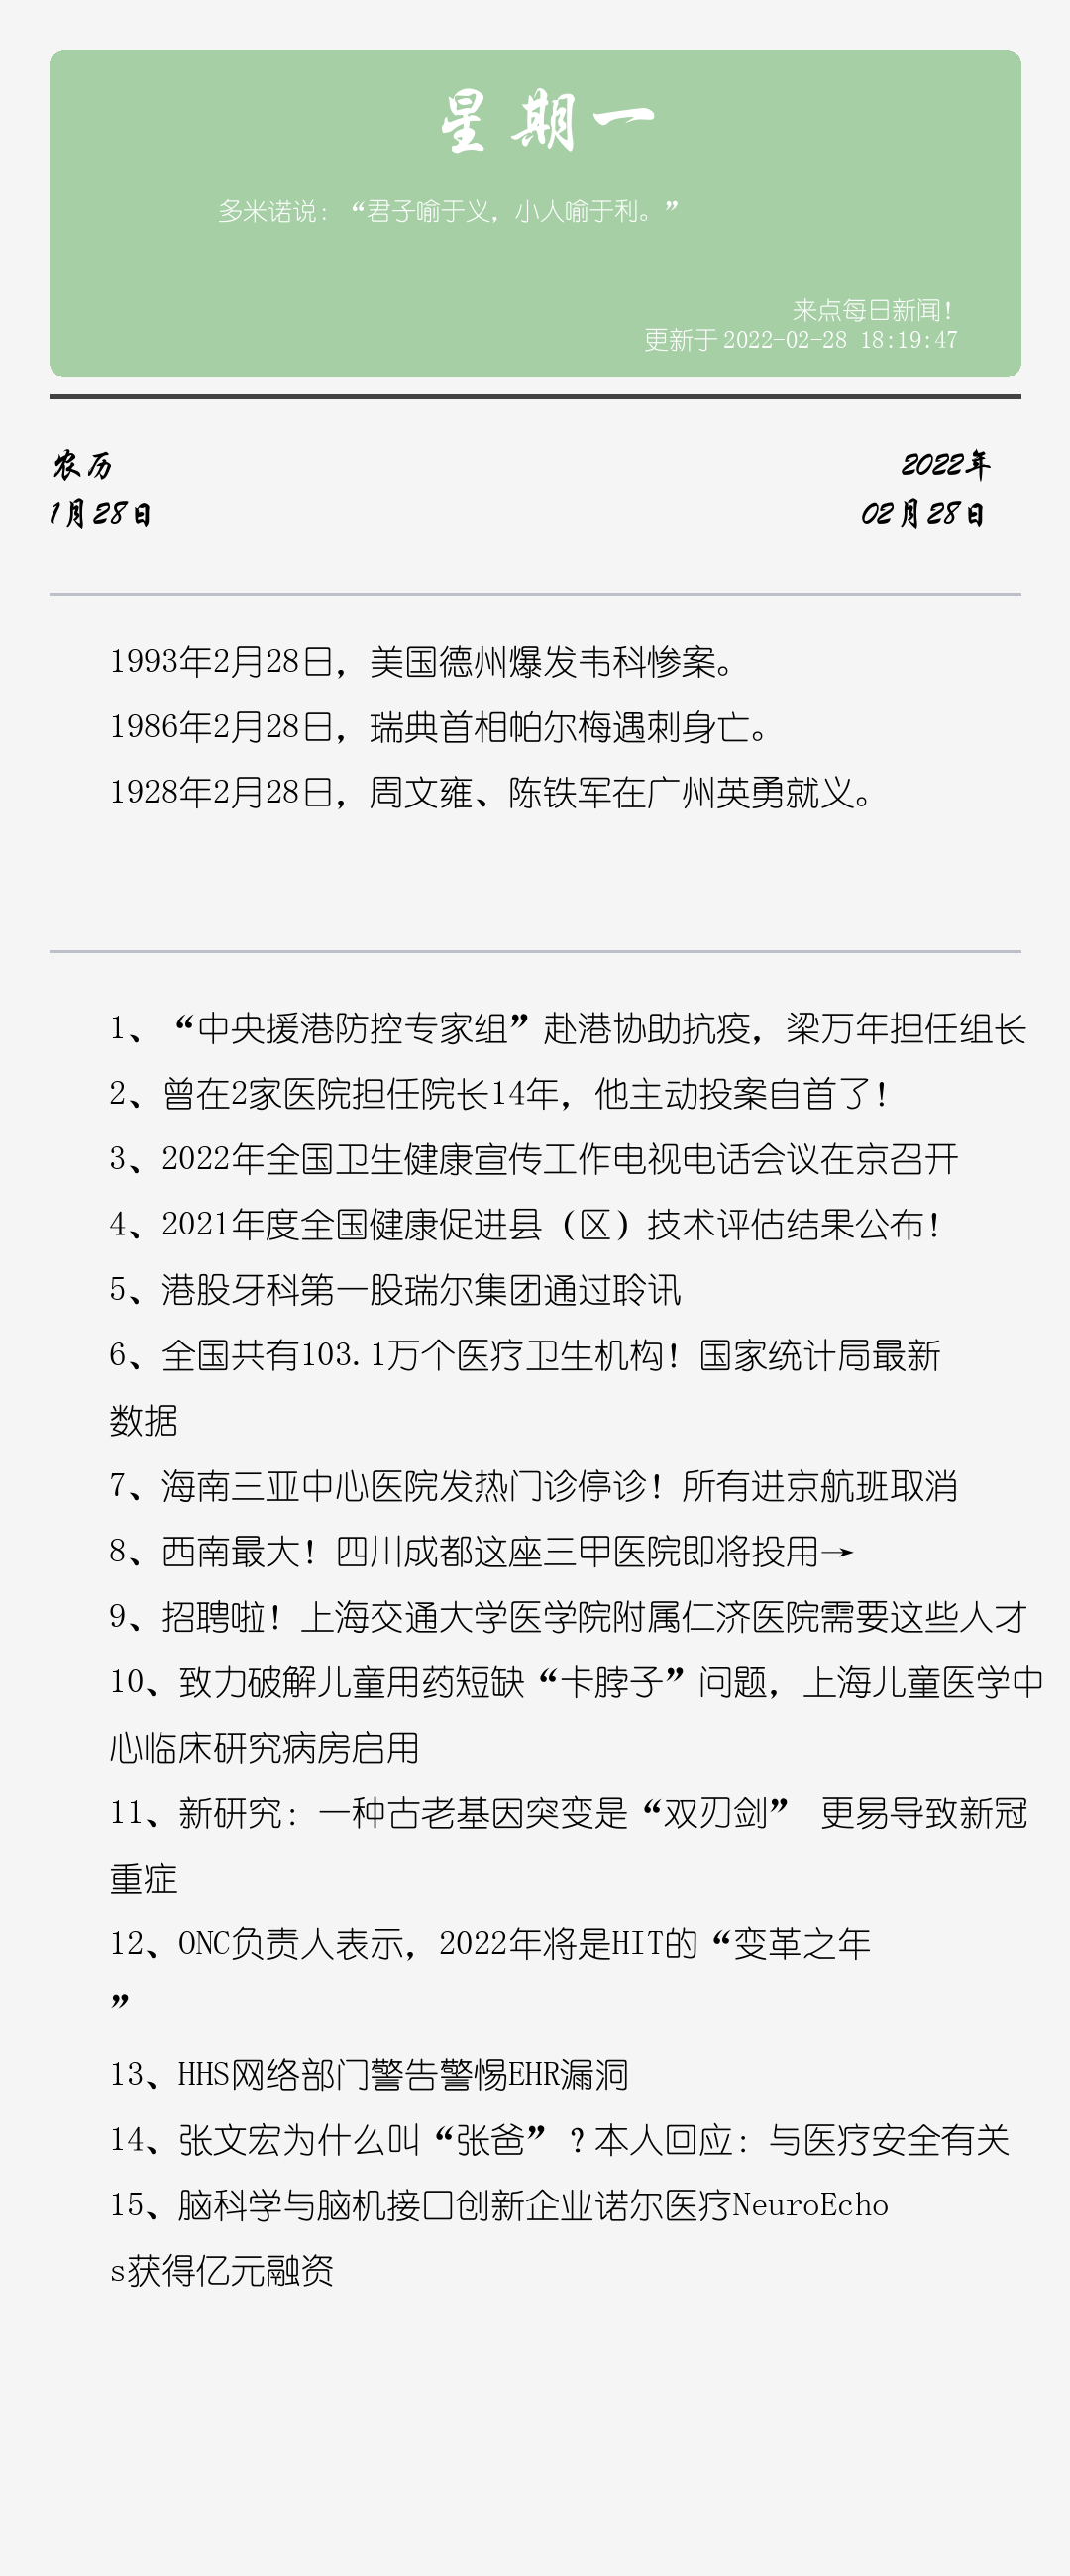 星期一
多米诺说：“君子喻于义，小人喻于利。”
来点每日新闻！
更新于 2022-02-28 18:19:47
农历
2022年
1月28日
02月28日
1993年2月28日，美国德州爆发韦科惨案。
1986年2月28日，瑞典首相帕尔梅遇刺身亡。
1928年2月28日，周文雍、陈铁军在广州英勇就义。
1、“中央援港防控专家组”赴港协助抗疫，梁万年担任组长
2、曾在2家医院担任院长14年，他主动投案自首了！
3、2022年全国卫生健康宣传工作电视电话会议在京召开
4、2021年度全国健康促进县（区）技术评估结果公布！
5、港股牙科第一股瑞尔集团通过聆讯
6、全国共有103.1万个医疗卫生机构！国家统计局最新
数据
7、海南三亚中心医院发热门诊停诊！所有进京航班取消
8、西南最大！四川成都这座三甲医院即将投用→
9、招聘啦！上海交通大学医学院附属仁济医院需要这些人才
10、致力破解儿童用药短缺“卡脖子”问题，上海儿童医学中
心临床研究病房启用
11、新研究：一种古老基因突变是“双刃剑” 更易导致新冠
重症
12、ONC负责人表示，2022年将是HIT的“变革之年
”
13、HHS网络部门警告警惕EHR漏洞
14、张文宏为什么叫“张爸”？本人回应：与医疗安全有关
15、脑科学与脑机接口创新企业诺尔医疗NeuroEcho
s获得亿元融资